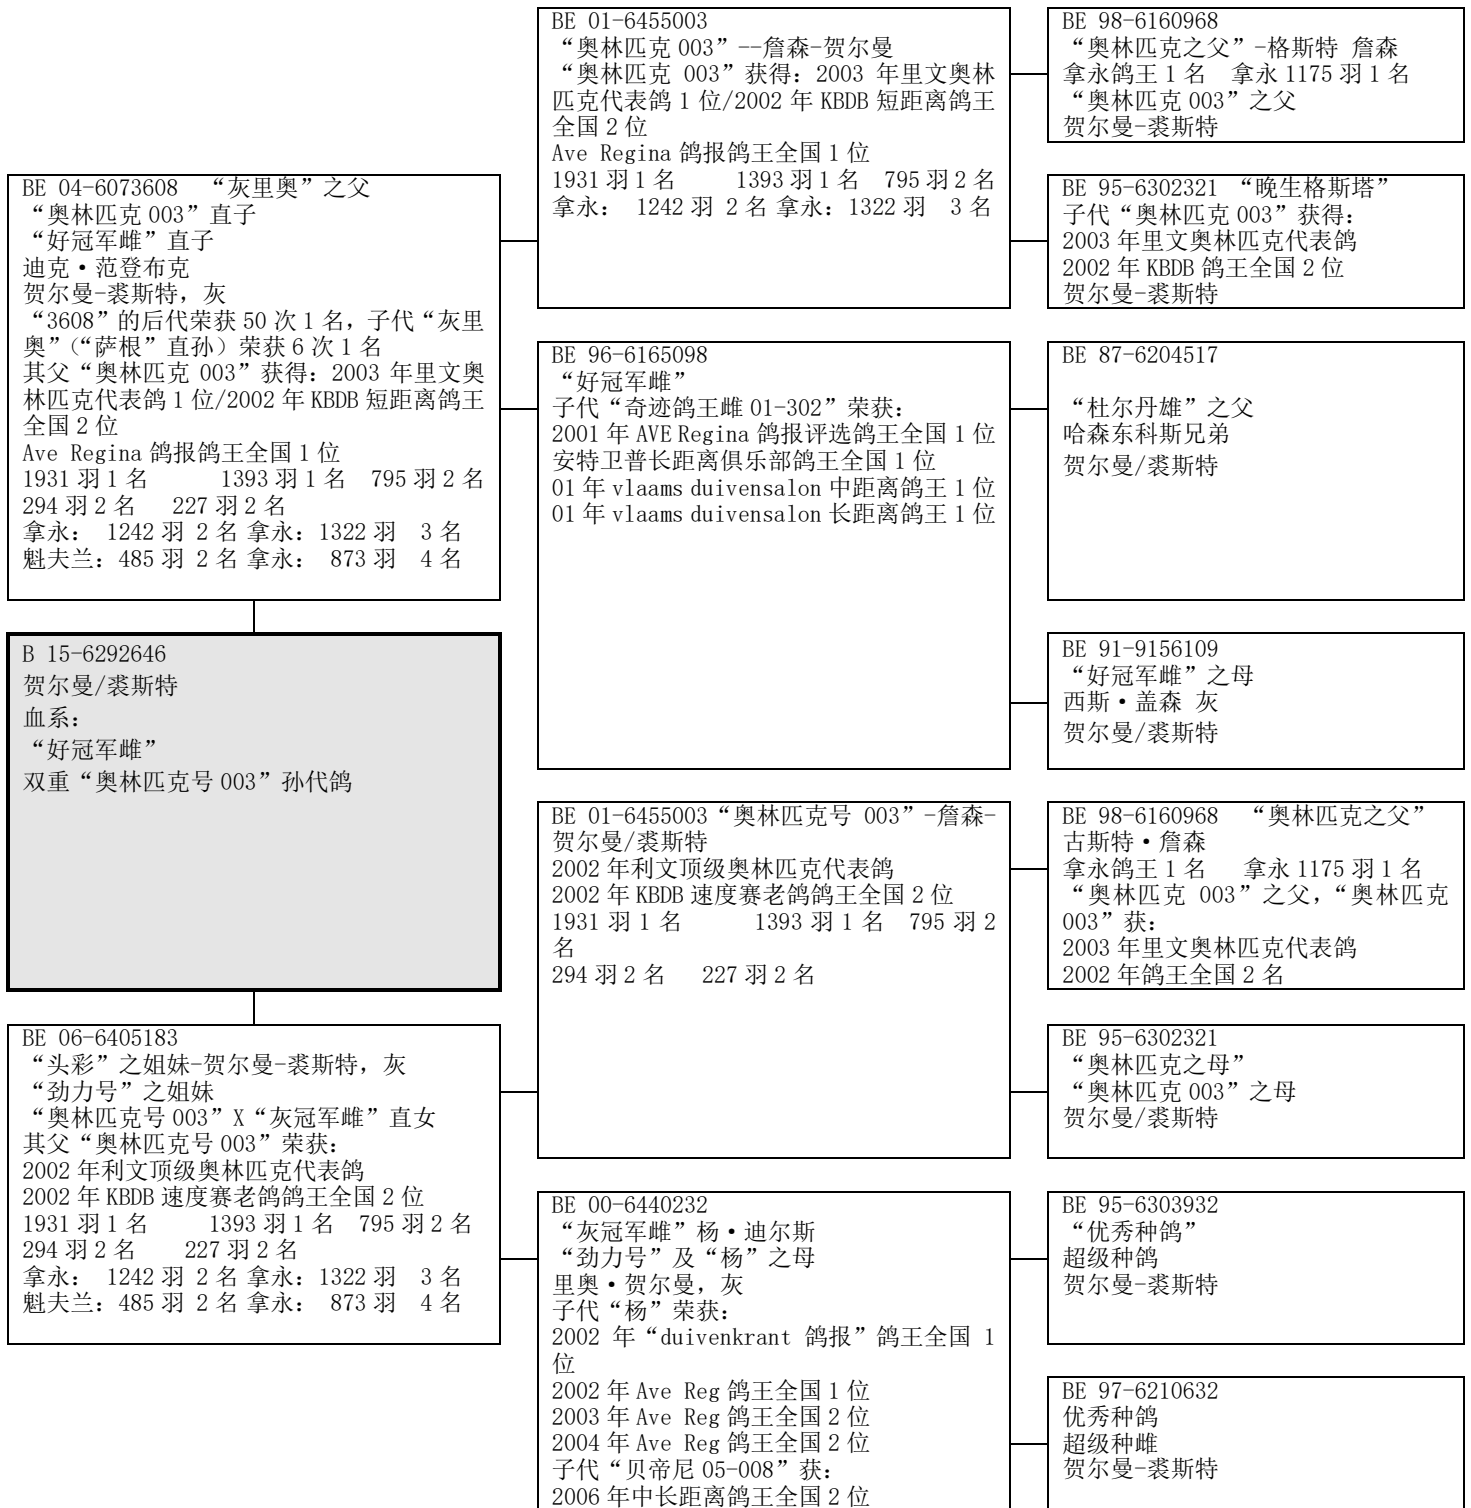 BE 04-6073608 “灰里奥”之父
“奥林匹克 003”直子
“好冠军雌”直子
迪克•范登布克
贺尔曼-裘斯特，灰
“3608”的后代荣获 50 次 1 名，子代“灰里
奥”（“萨根”直孙）荣获 6 次 1 名
其父“奥林匹克 003”获得：2003 年里文奥
林匹克代表鸽 1 位/2002 年 KBDB 短距离鸽王
全国 2 位
Ave Regina 鸽报鸽王全国 1 位
1931 羽 1 名 1393 羽 1 名 795 羽 2 名
294 羽 2 名 227 羽 2 名
拿永： 1242 羽 2 名 拿永：1322 羽 3 名
魁夫兰：485 羽 2 名 拿永： 873 羽 4 名
B 15-6292646
贺尔曼/裘斯特
血系：
“好冠军雌”
双重“奥林匹克号 003”孙代鸽
BE 06-6405183
“头彩”之姐妹-贺尔曼-裘斯特，灰
“劲力号”之姐妹
“奥林匹克号 003”X“灰冠军雌”直女
其父“奥林匹克号 003”荣获：
2002 年利文顶级奥林匹克代表鸽
2002 年 KBDB 速度赛老鸽鸽王全国 2 位
1931 羽 1 名 1393 羽 1 名 795 羽 2 名
294 羽 2 名 227 羽 2 名
拿永： 1242 羽 2 名 拿永：1322 羽 3 名
魁夫兰：485 羽 2 名 拿永： 873 羽 4 名
BE 01-6455003
“奥林匹克 003”--詹森-贺尔曼
“奥林匹克 003”获得：2003 年里文奥林
匹克代表鸽 1 位/2002 年 KBDB 短距离鸽王
全国 2 位
Ave Regina 鸽报鸽王全国 1 位
1931 羽 1 名 1393 羽 1 名 795 羽 2 名
拿永： 1242 羽 2 名 拿永：1322 羽 3 名
BE 96-6165098
“好冠军雌”
子代“奇迹鸽王雌 01-302”荣获：
2001 年 AVE Regina 鸽报评选鸽王全国 1 位
安特卫普长距离俱乐部鸽王全国 1 位
01 年 vlaams duivensalon 中距离鸽王 1 位
01 年 vlaams duivensalon 长距离鸽王 1 位
BE 01-6455003“奥林匹克号 003”-詹森-
贺尔曼/裘斯特
2002 年利文顶级奥林匹克代表鸽
2002 年 KBDB 速度赛老鸽鸽王全国 2 位
1931 羽 1 名 1393 羽 1 名 795 羽 2
名
294 羽 2 名 227 羽 2 名
BE 00-6440232
“灰冠军雌”杨•迪尔斯
“劲力号”及“杨”之母
里奥•贺尔曼，灰
子代“杨”荣获：
2002 年“duivenkrant 鸽报”鸽王全国 1
位
2002 年 Ave Reg 鸽王全国 1 位
2003 年 Ave Reg 鸽王全国 2 位
2004 年 Ave Reg 鸽王全国 2 位
子代“贝帝尼 05-008”获：
2006 年中长距离鸽王全国 2 位
BE 98-6160968
“奥林匹克之父”-格斯特 詹森
拿永鸽王 1 名 拿永 1175 羽 1 名
“奥林匹克 003”之父
贺尔曼-裘斯特
BE 95-6302321 “晚生格斯塔”
子代“奥林匹克 003”获得：
2003 年里文奥林匹克代表鸽
2002 年 KBDB 鸽王全国 2 位
贺尔曼-裘斯特
BE 87-6204517
“杜尔丹雄”之父
哈森东科斯兄弟
贺尔曼/裘斯特
BE 91-9156109
“好冠军雌”之母
西斯•盖森 灰
贺尔曼/裘斯特
BE 98-6160968 “奥林匹克之父”
古斯特•詹森
拿永鸽王 1 名 拿永 1175 羽 1 名
“奥林匹克 003”之父，“奥林匹克
003”获：
2003 年里文奥林匹克代表鸽
2002 年鸽王全国 2 名
BE 95-6302321
“奥林匹克之母”
“奥林匹克 003”之母
贺尔曼/裘斯特
BE 95-6303932
“优秀种鸽”
超级种鸽
贺尔曼-裘斯特
BE 97-6210632
优秀种鸽
超级种雌
贺尔曼-裘斯特